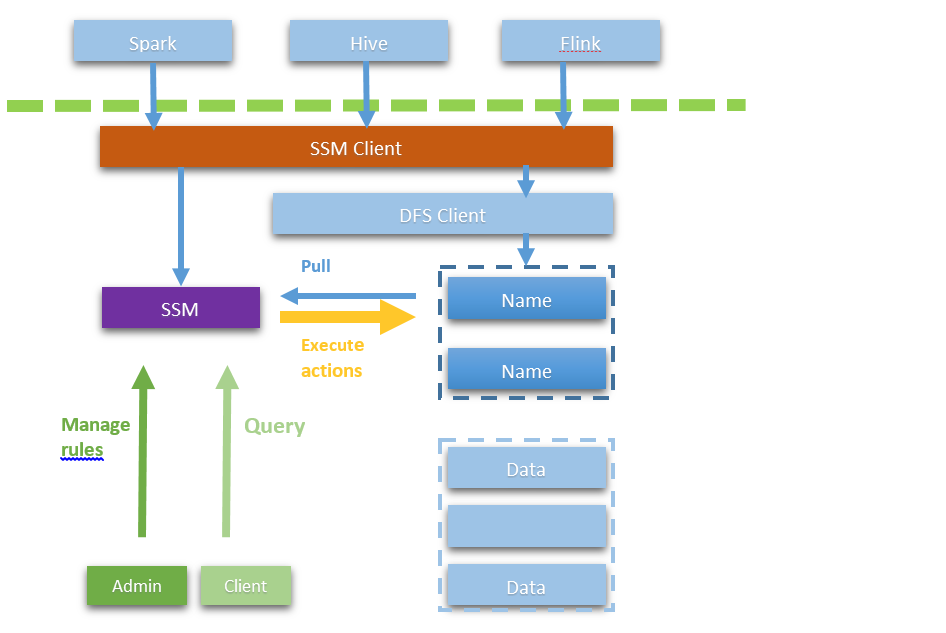 Spark
Hive
Flink
SSM Client
DFS Client
Pull
SSM
Name
Execute
actions
Name
Manage
rules
Query
Data
Data
Admin
Client